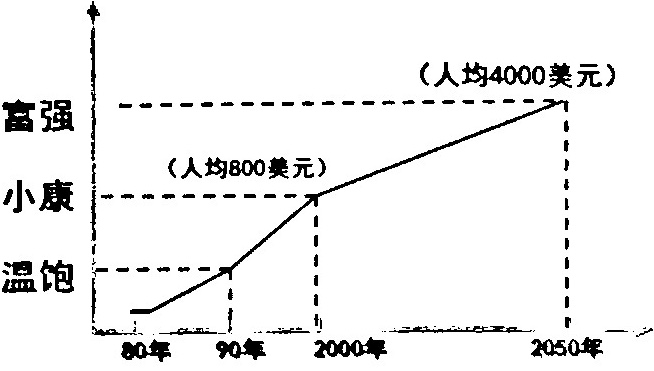 （人均4000美元）
富强
（人均800美元）
小康
温饱
80年 90年 2000年 2050年